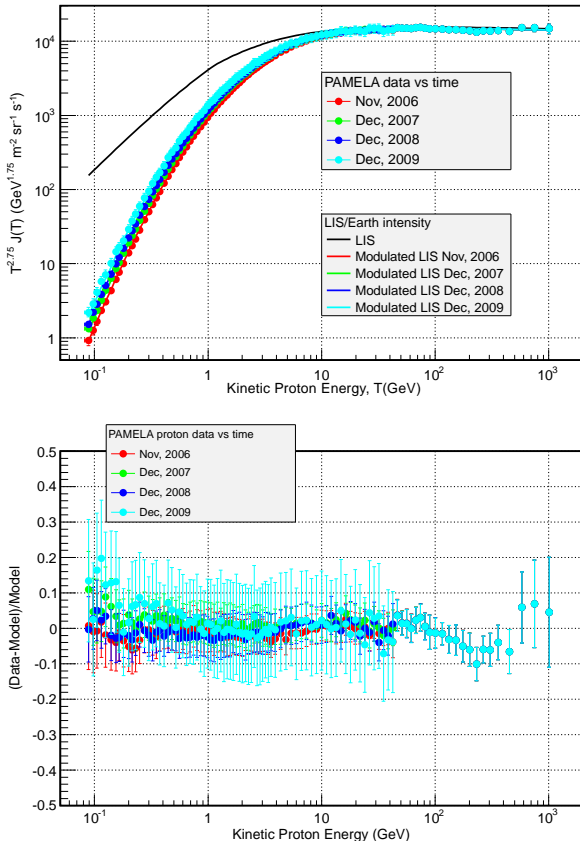 T^2.75 J(T) (GeV^1.75 m^-2 sr^-1 s^-1)
10^4
10^3
10^2
10
1
PAMELA data vs time
Nov, 2006
Dec, 2007
Dec, 2008
Dec, 2009
LIS/Earth intensity
LIS
Modulated LIS Nov, 2006
Modulated LIS Dec, 2007
Modulated LIS Dec, 2008
Modulated LIS Dec, 2009
10^-1 1 10 10^2 10^3
Kinetic Proton Energy, T(GeV)
(Data-Model)/Model
0.5
0.4
0.3
0.2
0.1
0
-0.1
-0.2
-0.3
-0.4
-0.5
PAMELA proton data vs time
Nov, 2006
Dec, 2007
Dec, 2008
Dec, 2009
10^-1 1 10 10^2 10^3
Kinetic Proton Energy (GeV)